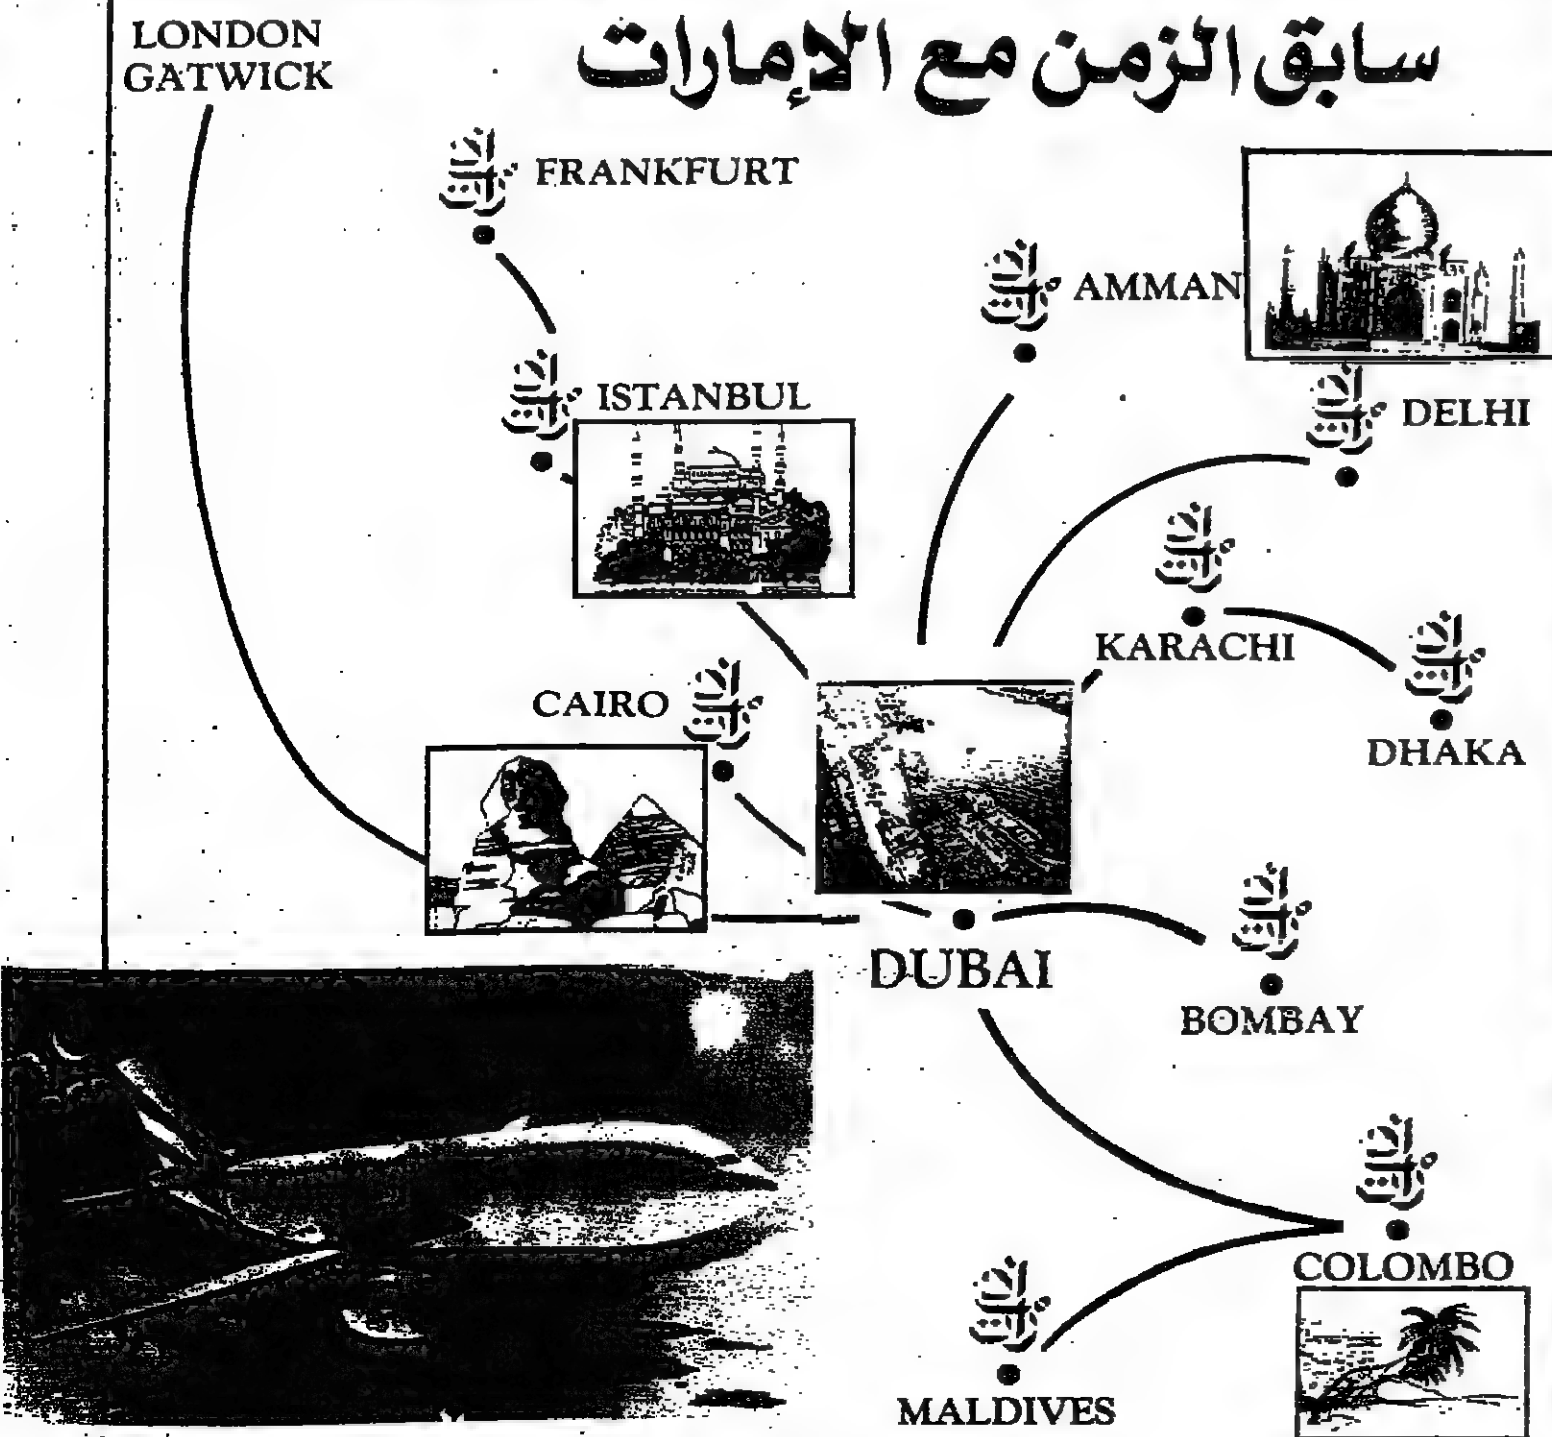 سابق الزمن مع الإمارات
LONDON
GATWICK
FRANKFURT
AMMAN
ISTANBUL
DELHI
KARACHI
CAIRO
DHAKA
DUBAI
BOMBAY
COLOMBO
MALDIVES